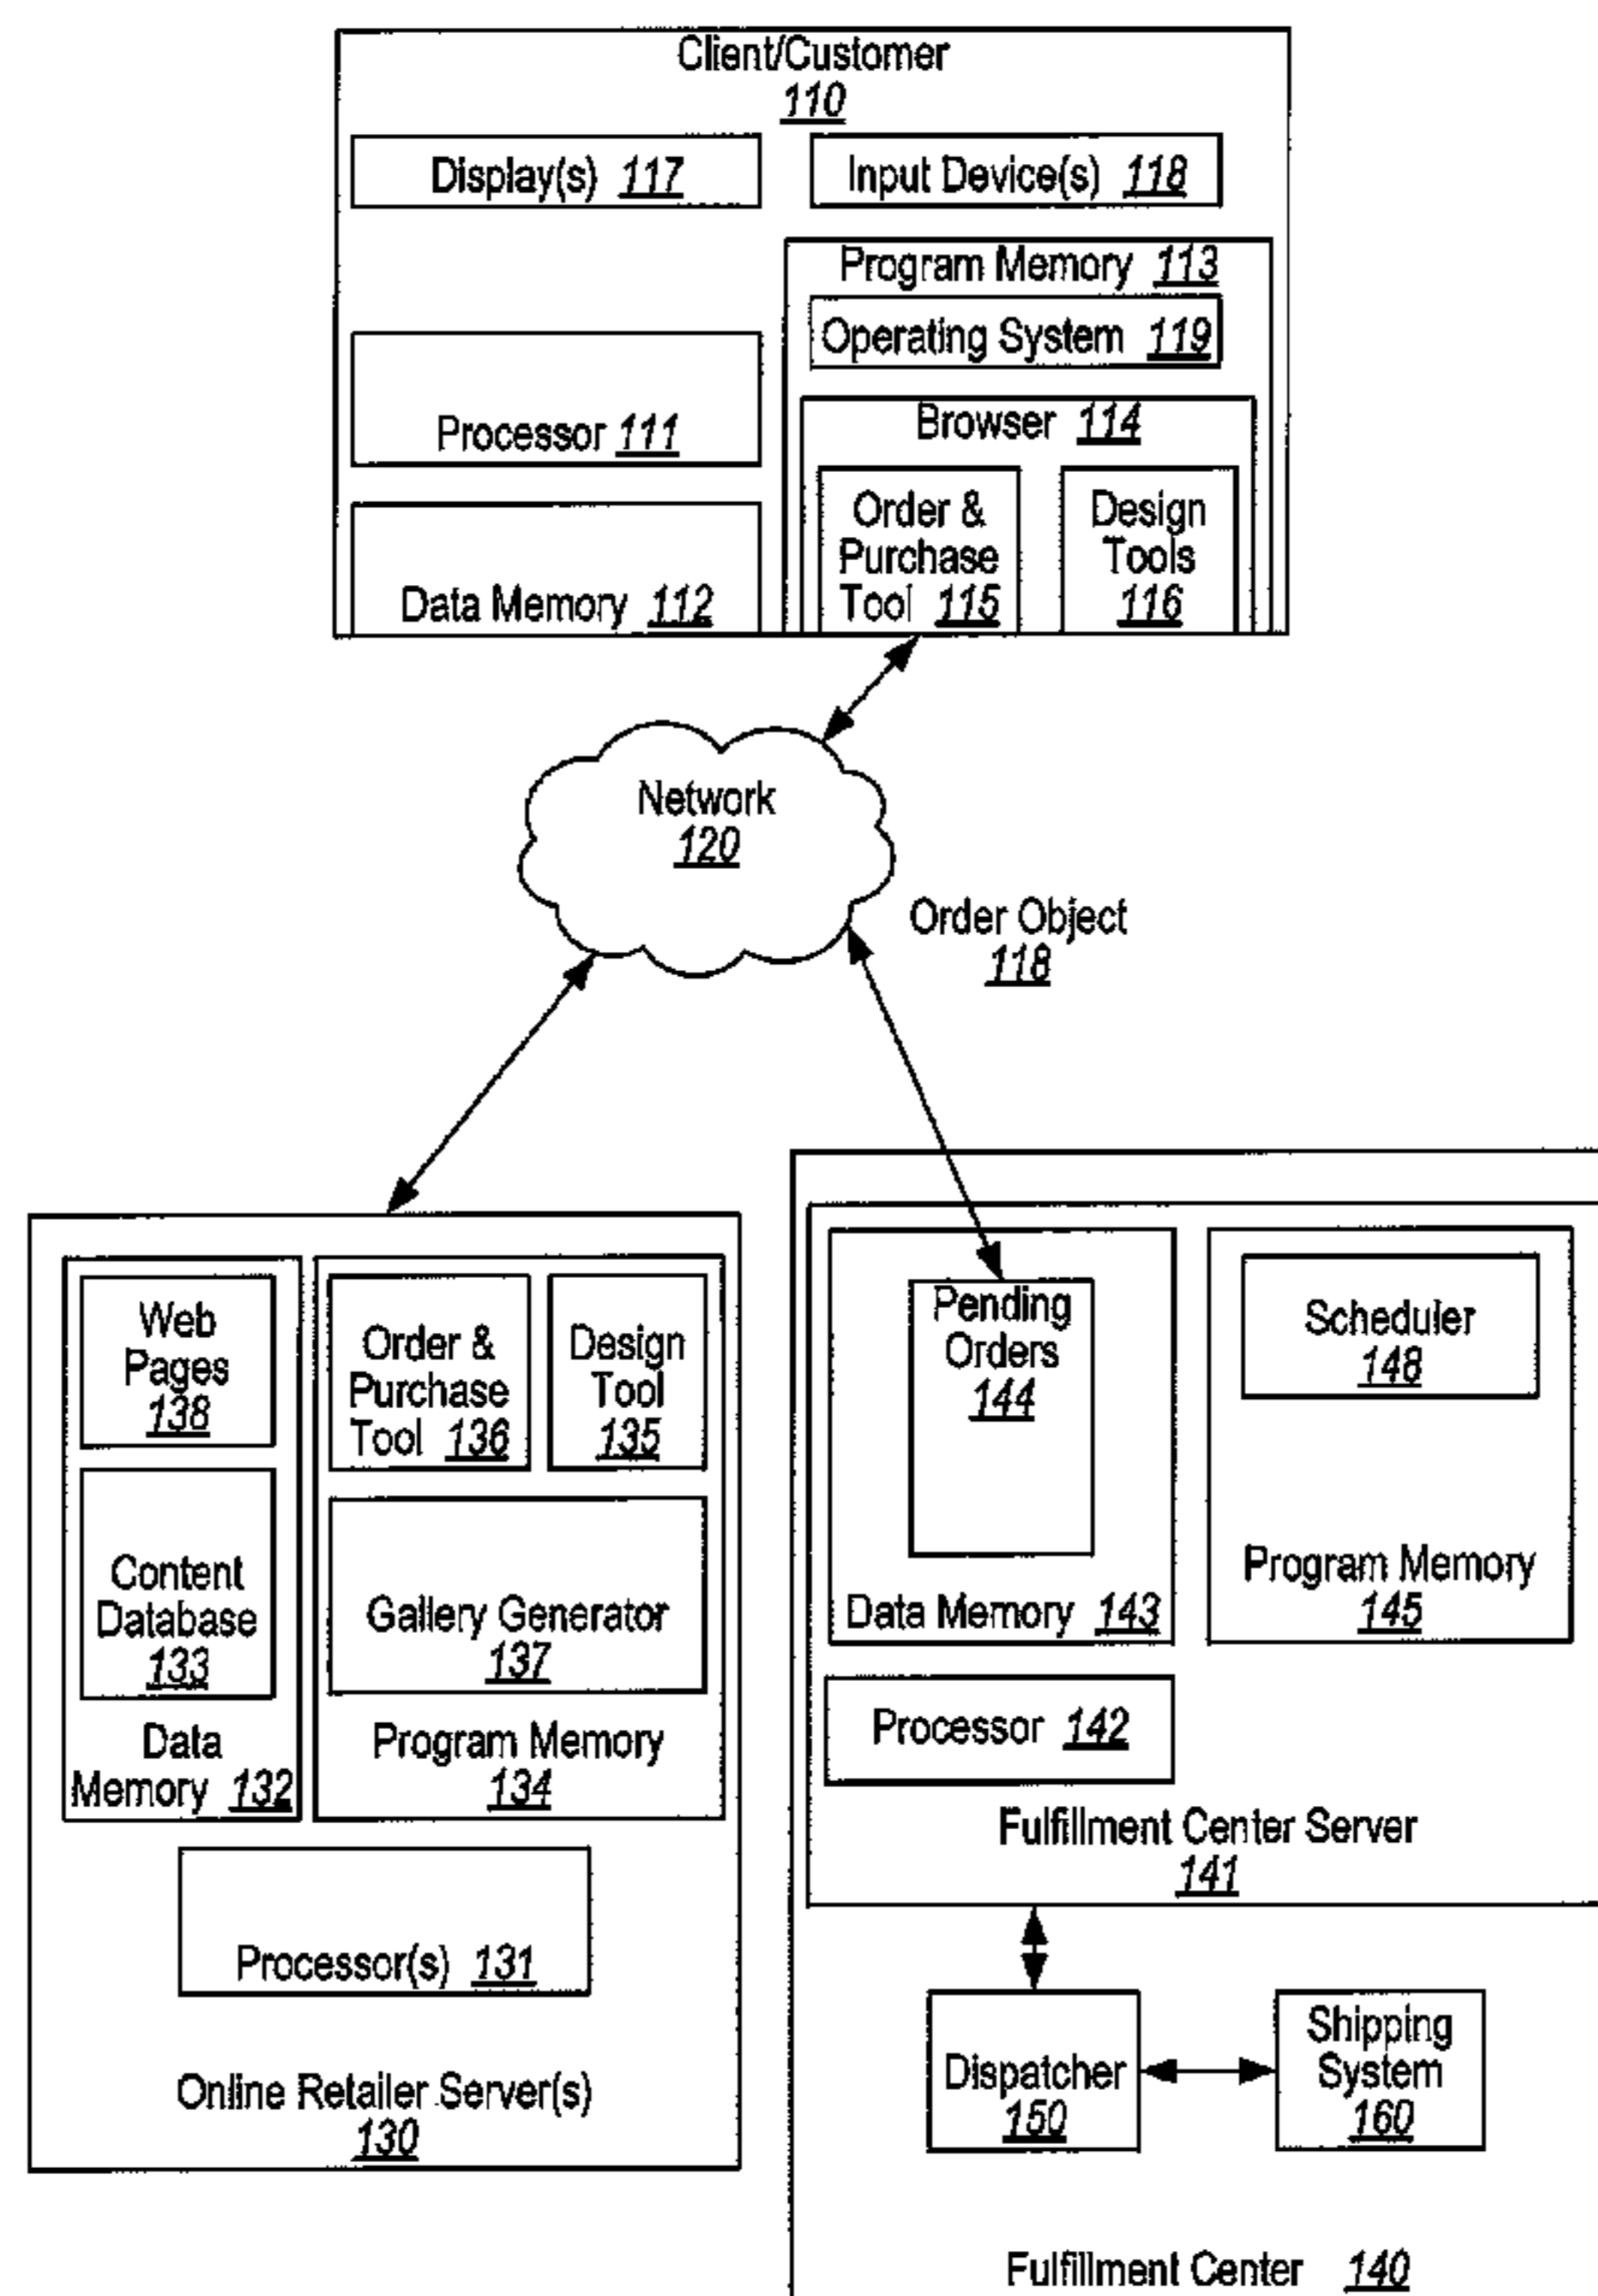 Client/Customer
110
Display(s) 117
Input Device(s) 118
Program Memory 113
Operating System 119
Processor 111
Browser 114
Order &
Purchase
Tool 115
Design
Tools
116
Data Memory 112
Network
120
Order Object
118
Web
Pages
138
Order &
Purchase
Tool 136
Design
Tool
135
Content
Database
133
Gallery Generator
137
Data
Memory 132
Program Memory
134
Processor(s) 131
Online Retailer Server(s)
130
Pending
Orders
144
Scheduler
148
Data Memory 143
Program Memory
145
Processor 142
Fulfillment Center Server
141
Dispatcher
150
Shipping
System
160
Fulfillment Center 140